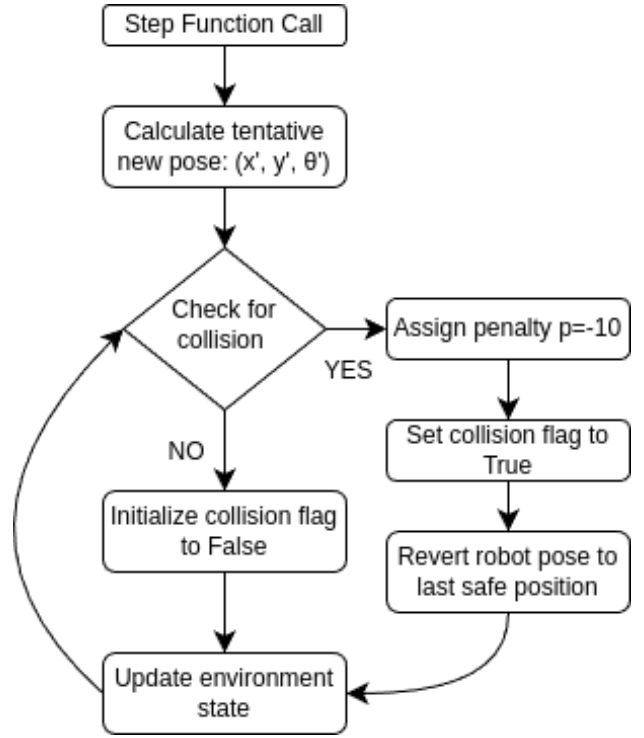 Step Function Call
Calculate tentative
new pose: (x', y', θ')
Check for
collision
YES
Assign penalty p=-10
Set collision flag to
True
Revert robot pose to
last safe position
NO
Initialize collision flag
to False
Update environment
state